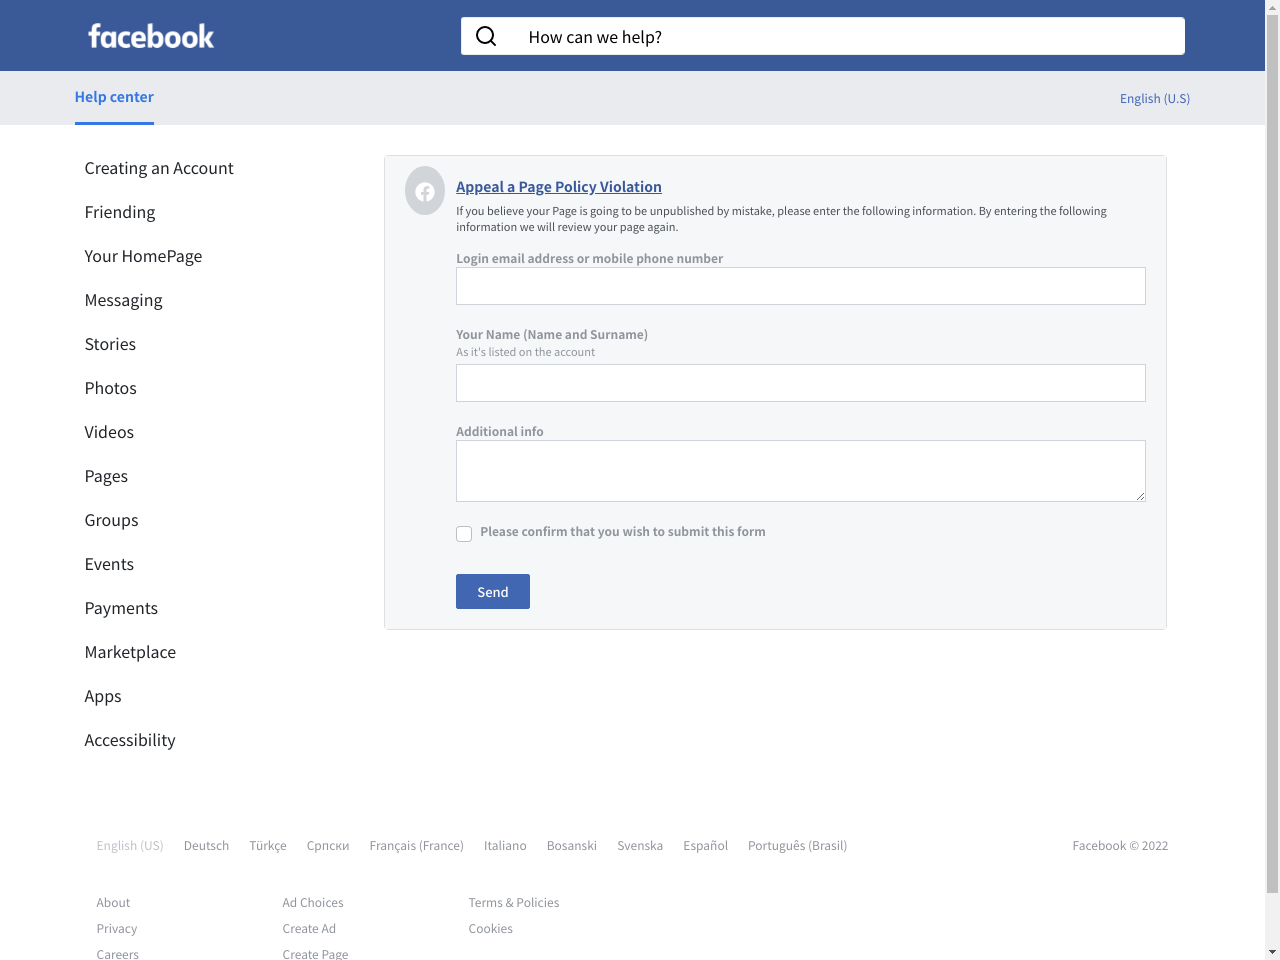 facebook
How can we help?
Help center
English (U.S)
Creating an Account
Friending
Your HomePage
Messaging
Stories
Photos
Videos
Pages
Groups
Events
Payments
Marketplace
Apps
Accessibility
Appeal a Page Policy Violation
If you believe your Page is going to be unpublished by mistake, please enter the following information. By entering the following
information we will review your page again.
Login email address or mobile phone number
Your Name (Name and Surname)
As it's listed on the account
Additional info
Please confirm that you wish to submit this form
Send
English (US) Deutsch Türkçe Српски Français (France) Italiano Bosanski Svenska Español Português (Brasil) Facebook © 2022
About Ad Choices Terms & Policies
Privacy Create Ad Cookies
Careers Create Page